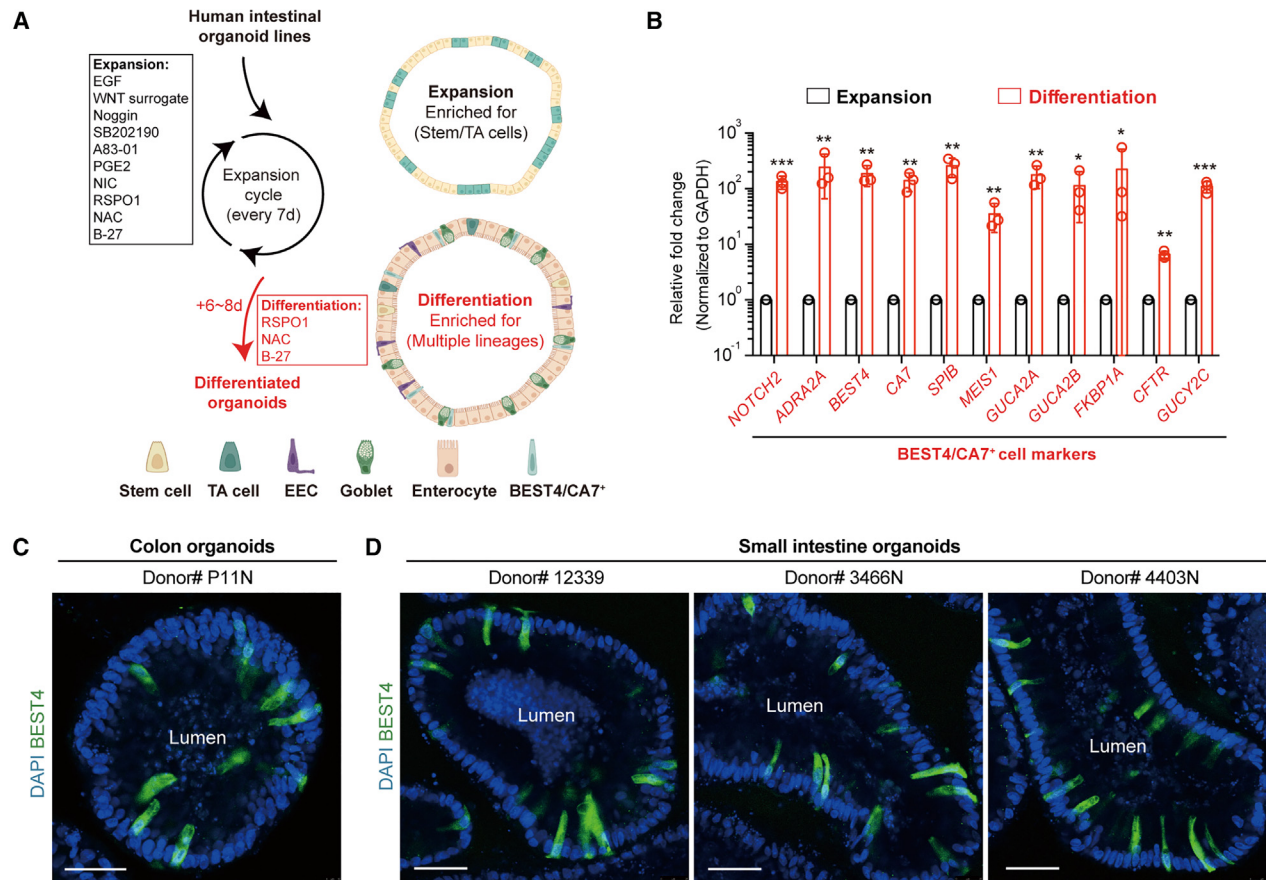 A
Human intestinal
organoid lines
Expansion:
EGF
WNT surrogate
Noggin
SB202190
A83-01
PGE2
NIC
RSPO1
NAC
B-27
Expansion
cycle
(every 7d)
Expansion
Enriched for
(Stem/TA cells)
+6~8d
Differentiation:
RSPO1
NAC
B-27
Differentiated
organoids
Differentiation
Enriched for
(Multiple lineages)
Stem cell TA cell EEC Goblet Enterocyte BEST4/CA7⁺
B
Expansion Differentiation
Relative fold change
(Normalized to GAPDH)
10³
10²
10¹
10⁰
10⁻¹
*** ** ** ** ** ** ** * * ** ***
NOTCH2 ADRA2A BEST4 CA7 SPIB MEIS1 GUCA2A GUCA2B FKBP1A CFTR GUCY2C
BEST4/CA7⁺ cell markers
C
Colon organoids
Donor# P11N
DAPI BEST4
Lumen
D
Small intestine organoids
Donor# 12339 Donor# 3466N Donor# 4403N
DAPI BEST4
Lumen Lumen Lumen